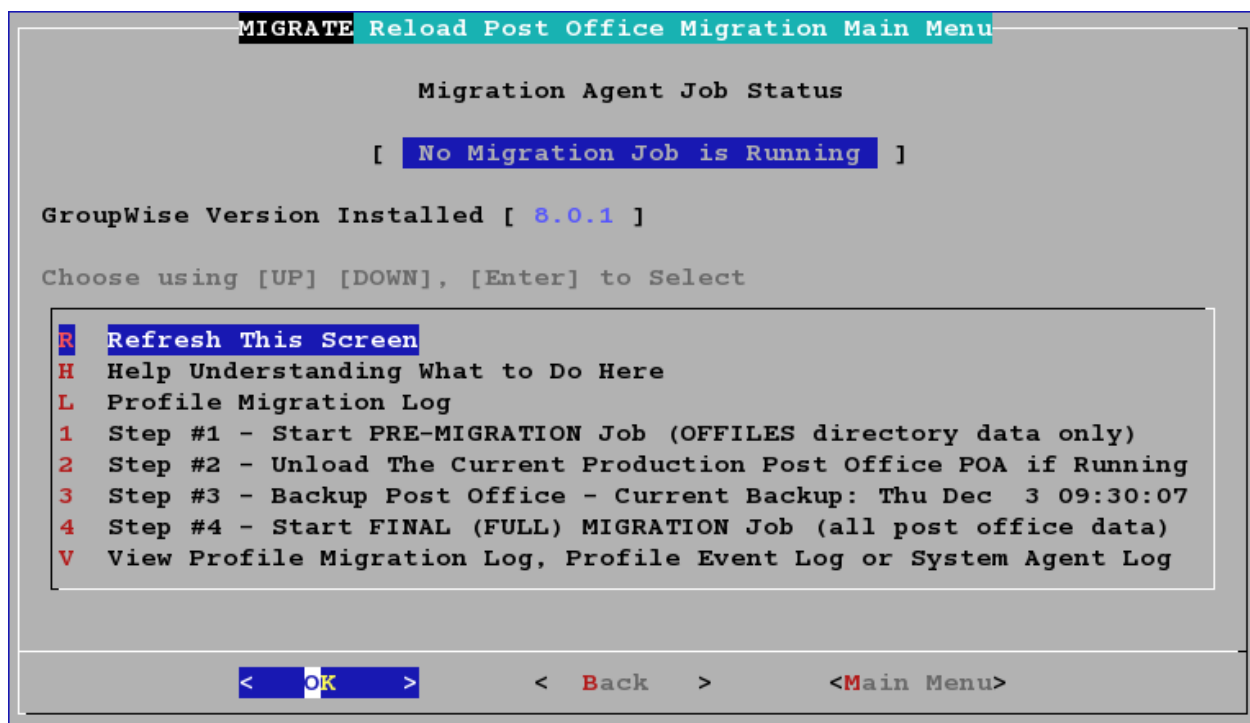 MIGRATE Reload Post Office Migration Main Menu
Migration Agent Job Status
[ No Migration Job is Running ]
GroupWise Version Installed [ 8.0.1 ]
Choose using [UP] [DOWN], [Enter] to Select
R Refresh This Screen
H Help Understanding What to Do Here
L Profile Migration Log
1 Step #1 - Start PRE-MIGRATION Job (OFFILES directory data only)
2 Step #2 - Unload The Current Production Post Office POA if Running
3 Step #3 - Backup Post Office - Current Backup: Thu Dec  3 09:30:07
4 Step #4 - Start FINAL (FULL) MIGRATION Job (all post office data)
V View Profile Migration Log, Profile Event Log or System Agent Log
< OK > < Back > <Main Menu>